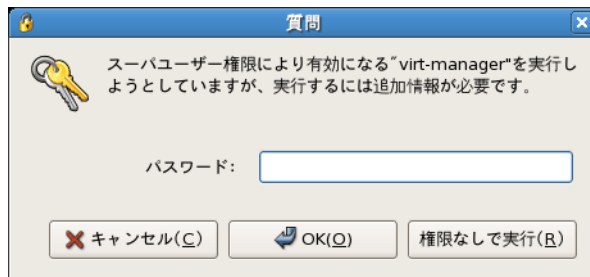 質問
スーパユーザー権限により有効になる"virt-manager"を実行し
ようとしていますが、実行するには追加情報が必要です。
パスワード:
キャンセル(C) OK(O) 権限なしで実行(R)